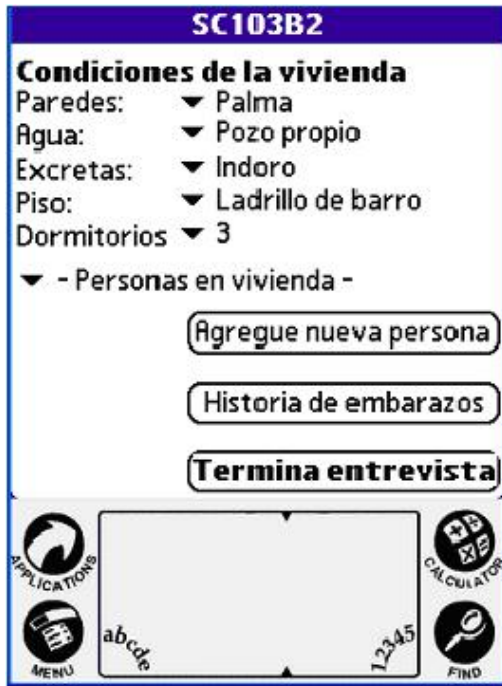 SC103B2
Condiciones de la vivienda
Paredes: Palma
Agua: Pozo propio
Excretas: Indoro
Piso: Ladrillo de barro
Dormitorios 3
- Personas en vivienda -
Agregue nueva persona
Historia de embarazos
Termina entrevista
APPLICATIONS
CALCULATOR
MENU
abcde
12345
FIND